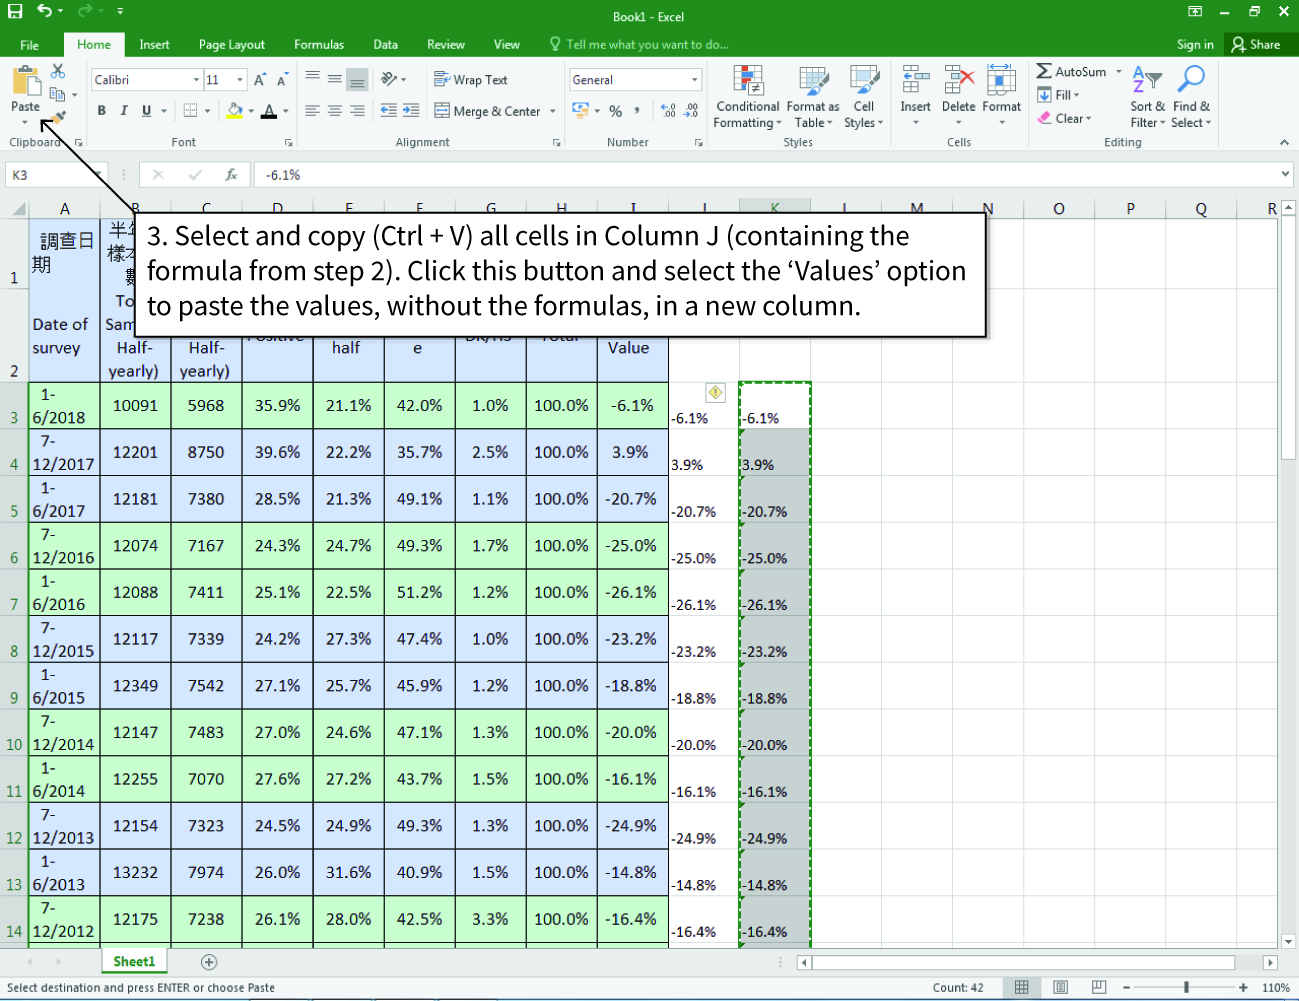 Book1 - Excel
File Home Insert Page Layout Formulas Data Review View Tell me what you want to do... Sign in Share
Calibri 11 Wrap Text General AutoSum
Paste B I U Merge & Center % Conditional Formatting Format as Table Cell Styles Insert Delete Format Fill Clear Sort & Filter Find & Select
Clipboard Font Alignment Number Styles Cells Editing
K3 fx -6.1%
A B C D E F G H I J K L M N O P Q R
3. Select and copy (Ctrl + V) all cells in Column J (containing the
formula from step 2). Click this button and select the ‘Values’ option
to paste the values, without the formulas, in a new column.
1 調查日期
2 Date of survey Half-yearly) Half-yearly) half e Value
3 1-6/2018 10091 5968 35.9% 21.1% 42.0% 1.0% 100.0% -6.1% -6.1% -6.1%
4 7-12/2017 12201 8750 39.6% 22.2% 35.7% 2.5% 100.0% 3.9% 3.9% 3.9%
5 1-6/2017 12181 7380 28.5% 21.3% 49.1% 1.1% 100.0% -20.7% -20.7% -20.7%
6 7-12/2016 12074 7167 24.3% 24.7% 49.3% 1.7% 100.0% -25.0% -25.0% -25.0%
7 1-6/2016 12088 7411 25.1% 22.5% 51.2% 1.2% 100.0% -26.1% -26.1% -26.1%
8 7-12/2015 12117 7339 24.2% 27.3% 47.4% 1.0% 100.0% -23.2% -23.2% -23.2%
9 1-6/2015 12349 7542 27.1% 25.7% 45.9% 1.2% 100.0% -18.8% -18.8% -18.8%
10 7-12/2014 12147 7483 27.0% 24.6% 47.1% 1.3% 100.0% -20.0% -20.0% -20.0%
11 1-6/2014 12255 7070 27.6% 27.2% 43.7% 1.5% 100.0% -16.1% -16.1% -16.1%
12 7-12/2013 12154 7323 24.5% 24.9% 49.3% 1.3% 100.0% -24.9% -24.9% -24.9%
13 1-6/2013 13232 7974 26.0% 31.6% 40.9% 1.5% 100.0% -14.8% -14.8% -14.8%
14 7-12/2012 12175 7238 26.1% 28.0% 42.5% 3.3% 100.0% -16.4% -16.4% -16.4%
Sheet1
Select destination and press ENTER or choose Paste Count: 42 110%